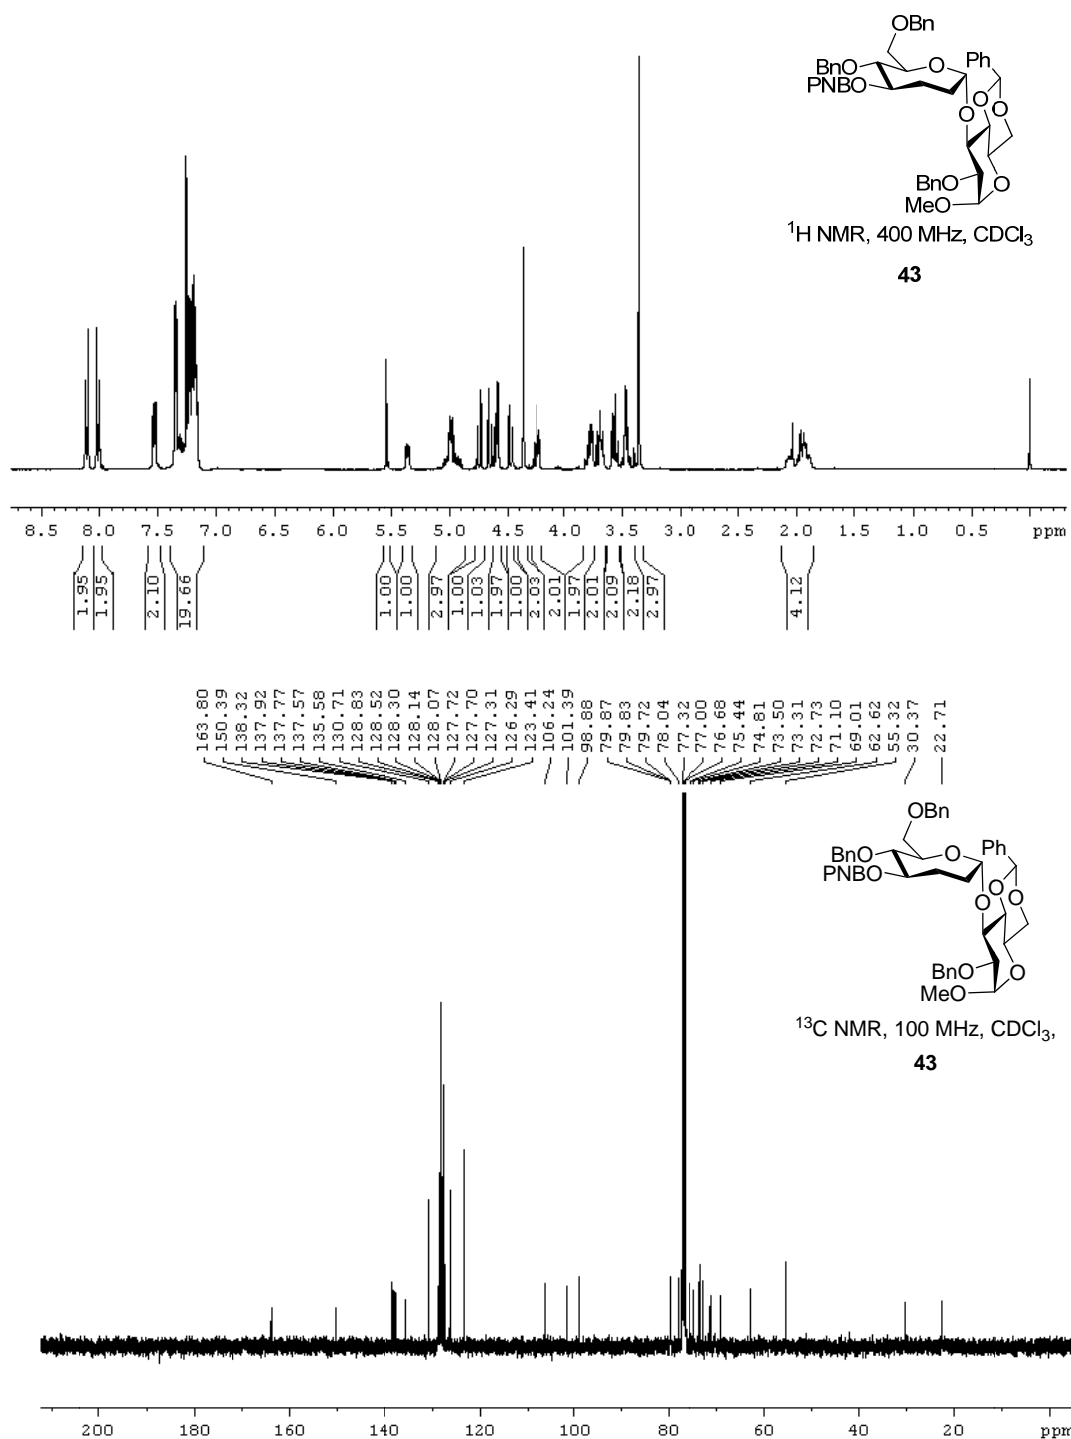 OBn
BnO
PNBO
O
Ph
O
O
O
BnO
O
MeO
¹H NMR, 400 MHz, CDCl₃
43
8.5 8.0 7.5 7.0 6.5 6.0 5.5 5.0 4.5 4.0 3.5 3.0 2.5 2.0 1.5 1.0 0.5 ppm
1.95
1.95
2.10
19.66
1.00
1.00
2.97
1.00
1.03
1.97
1.00
2.03
2.01
1.97
2.01
2.09
2.18
2.97
4.12
163.80
150.39
138.32
137.92
137.77
137.57
135.58
130.71
128.83
128.52
128.30
128.14
128.07
127.72
127.70
127.31
126.29
123.41
106.24
101.39
98.88
79.87
79.83
79.72
78.04
77.32
77.00
76.68
75.44
74.81
73.50
73.31
72.73
71.10
69.01
62.62
55.32
30.37
22.71
OBn
BnO
PNBO
O
Ph
O
O
O
BnO
O
MeO
¹³C NMR, 100 MHz, CDCl₃,
43
200 180 160 140 120 100 80 60 40 20 ppm